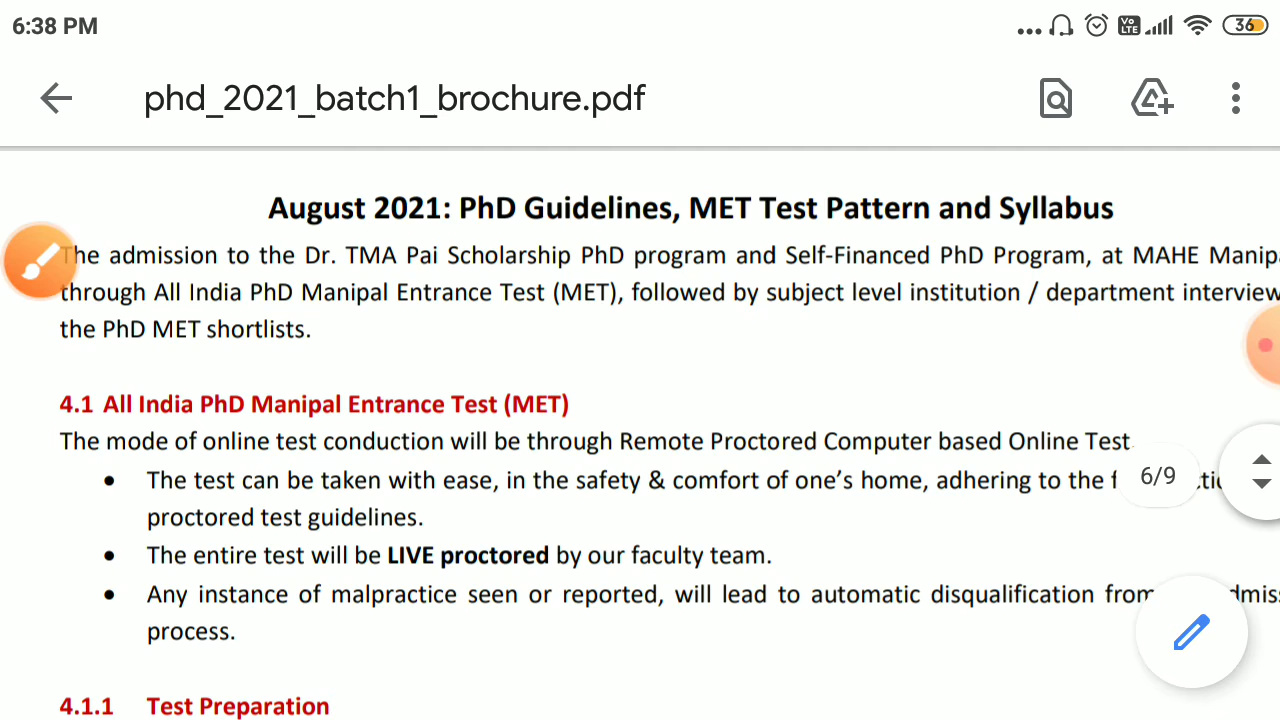 6:38 PM
VoLTE
36
phd_2021_batch1_brochure.pdf
August 2021: PhD Guidelines, MET Test Pattern and Syllabus
The admission to the Dr. TMA Pai Scholarship PhD program and Self-Financed PhD Program, at MAHE
through All India PhD Manipal Entrance Test (MET), followed by subject level institution / department interview
the PhD MET shortlists.
4.1 All India PhD Manipal Entrance Test (MET)
The mode of online test conduction will be through Remote Proctored Computer based Online Test
• The test can be taken with ease, in the safety & comfort of one's home, adhering to the
6/9
proctored test guidelines.
• The entire test will be LIVE proctored by our faculty team.
• Any instance of malpractice seen or reported, will lead to automatic disqualification from
process.
4.1.1 Test Preparation